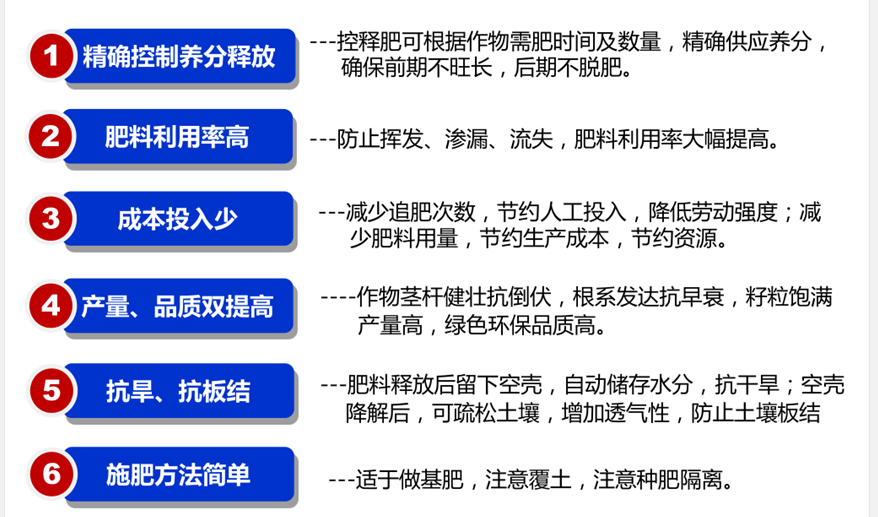 1 精确控制养分释放 ---控释肥可根据作物需肥时间及数量，精确供应养分，
确保前期不旺长，后期不脱肥。
2 肥料利用率高 ---防止挥发、渗漏、流失，肥料利用率大幅提高。
3 成本投入少 ---减少追肥次数，节约人工投入，降低劳动强度；减
少肥料用量，节约生产成本，节约资源。
4 产量、品质双提高 ----作物茎杆健壮抗倒伏，根系发达抗早衰，籽粒饱满
产量高，绿色环保品质高。
5 抗旱、抗板结 ---肥料释放后留下空壳，自动储存水分，抗干旱；空壳
降解后，可疏松土壤，增加透气性，防止土壤板结
6 施肥方法简单 ---适于做基肥，注意覆土，注意种肥隔离。